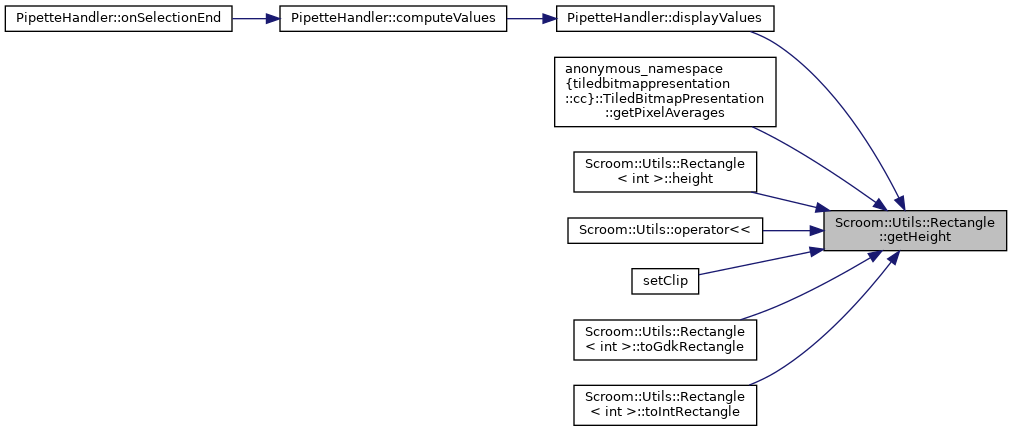 PipetteHandler::onSelectionEnd
PipetteHandler::computeValues
PipetteHandler::displayValues
anonymous_namespace
{tiledbitmappresentation
::cc}::TiledBitmapPresentation
::getPixelAverages
Scroom::Utils::Rectangle
< int >::height
Scroom::Utils::Rectangle
::getHeight
Scroom::Utils::operator<<
setClip
Scroom::Utils::Rectangle
< int >::toGdkRectangle
Scroom::Utils::Rectangle
< int >::toIntRectangle